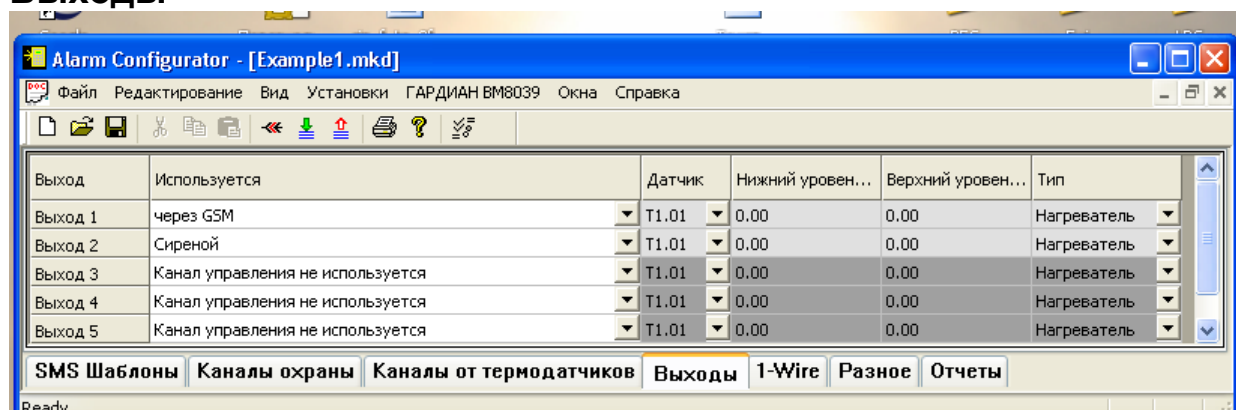 Выходы
Alarm Configurator - [Example1.mkd]
Файл Редактирование Вид Установки ГАРДИАН ВМ8039 Окна Справка
Выход Используется Датчик Нижний уровен... Верхний уровен... Тип
Выход 1 через GSM T1.01 0.00 0.00 Нагреватель
Выход 2 Сиреной T1.01 0.00 0.00 Нагреватель
Выход 3 Канал управления не используется T1.01 0.00 0.00 Нагреватель
Выход 4 Канал управления не используется T1.01 0.00 0.00 Нагреватель
Выход 5 Канал управления не используется T1.01 0.00 0.00 Нагреватель
SMS Шаблоны Каналы охраны Каналы от термодатчиков Выходы 1-Wire Разное Отчеты
Ready